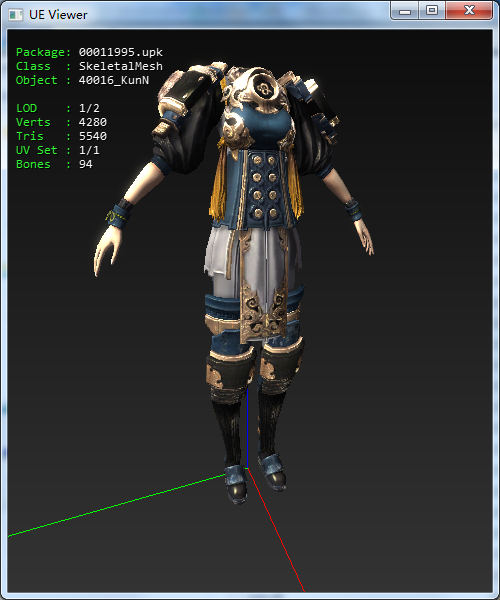 UE Viewer
Package: 00011995.upk
Class : SkeletalMesh
Object : 40016_KunN
LOD : 1/2
Verts : 4280
Tris : 5540
UV Set : 1/1
Bones : 94